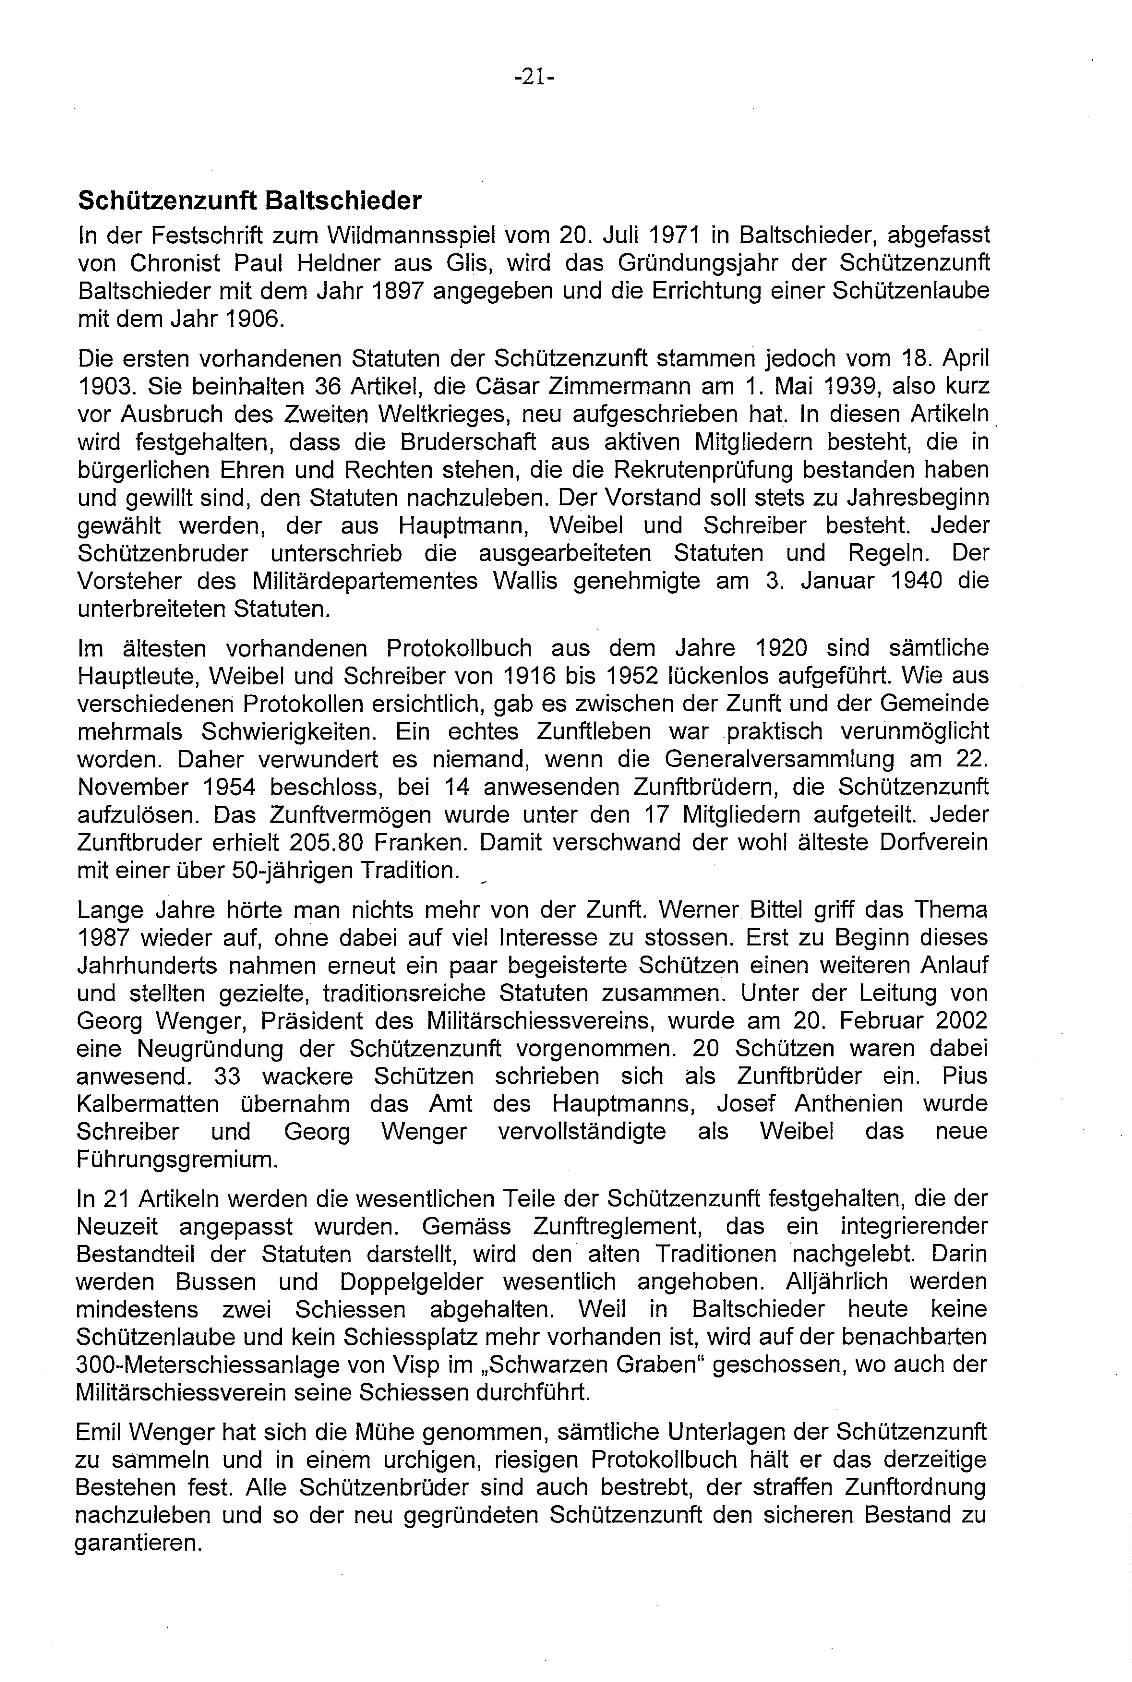 -21-
Schützenzunft Baltschieder
In der Festschrift zum Wildmannsspiel vom 20. Juli 1971 in Baltschieder, abgefasst
von Chronist Paul Heldner aus Glis, wird das Gründungsjahr der Schützenzunft
Baltschieder mit dem Jahr 1897 angegeben und die Errichtung einer Schützenlaube
mit dem Jahr 1906.
Die ersten vorhandenen Statuten der Schützenzunft stammen jedoch vom 18. April
1903. Sie beinhalten 36 Artikel, die Cäsar Zimmermann am 1. Mai 1939, also kurz
vor Ausbruch des Zweiten Weltkrieges, neu aufgeschrieben hat. In diesen Artikeln
wird festgehalten, dass die Bruderschaft aus aktiven Mitgliedern besteht, die in
bürgerlichen Ehren und Rechten stehen, die die Rekrutenprüfung bestanden haben
und gewillt sind, den Statuten nachzuleben. Der Vorstand soll stets zu Jahresbeginn
gewählt werden, der aus Hauptmann, Weibel und Schreiber besteht. Jeder
Schützenbruder unterschrieb die ausgearbeiteten Statuten und Regeln. Der
Vorsteher des Militärdepartementes Wallis genehmigte am 3. Januar 1940 die
unterbreiteten Statuten.
Im ältesten vorhandenen Protokollbuch aus dem Jahre 1920 sind sämtliche
Hauptleute, Weibel und Schreiber von 1916 bis 1952 lückenlos aufgeführt. Wie aus
verschiedenen Protokollen ersichtlich, gab es zwischen der Zunft und der Gemeinde
mehrmals Schwierigkeiten. Ein echtes Zunftleben war praktisch verunmöglicht
worden. Daher verwundert es niemand, wenn die Generalversammlung am 22.
November 1954 beschloss, bei 14 anwesenden Zunftbrüdern, die Schützenzunft
aufzulösen. Das Zunftvermögen wurde unter den 17 Mitgliedern aufgeteilt. Jeder
Zunftbruder erhielt 205.80 Franken. Damit verschwand der wohl älteste Dorfverein
mit einer über 50-jährigen Tradition.
Lange Jahre hörte man nichts mehr von der Zunft. Werner Bittel griff das Thema
1987 wieder auf, ohne dabei auf viel Interesse zu stossen. Erst zu Beginn dieses
Jahrhunderts nahmen erneut ein paar begeisterte Schützen einen weiteren Anlauf
und stellten gezielte, traditionsreiche Statuten zusammen. Unter der Leitung von
Georg Wenger, Präsident des Militärschiessvereins, wurde am 20. Februar 2002
eine Neugründung der Schützenzunft vorgenommen. 20 Schützen waren dabei
anwesend. 33 wackere Schützen schrieben sich als Zunftbrüder ein. Pius
Kalbermatten übernahm das Amt des Hauptmanns, Josef Anthenien wurde
Schreiber und Georg Wenger vervollständigte als Weibel das neue
Führungsgremium.
In 21 Artikeln werden die wesentlichen Teile der Schützenzunft festgehalten, die der
Neuzeit angepasst wurden. Gemäss Zunftreglement, das ein integrierender
Bestandteil der Statuten darstellt, wird den alten Traditionen nachgelebt. Darin
werden Bussen und Doppelgelder wesentlich angehoben. Alljährlich werden
mindestens zwei Schiessen abgehalten. Weil in Baltschieder heute keine
Schützenlaube und kein Schiessplatz mehr vorhanden ist, wird auf der benachbarten
300-Meterschiessanlage von Visp im „Schwarzen Graben“ geschossen, wo auch der
Militärschiessverein seine Schiessen durchführt.
Emil Wenger hat sich die Mühe genommen, sämtliche Unterlagen der Schützenzunft
zu sammeln und in einem urchigen, riesigen Protokollbuch hält er das derzeitige
Bestehen fest. Alle Schützenbrüder sind auch bestrebt, der straffen Zunftordnung
nachzuleben und so der neu gegründeten Schützenzunft den sicheren Bestand zu
garantieren.